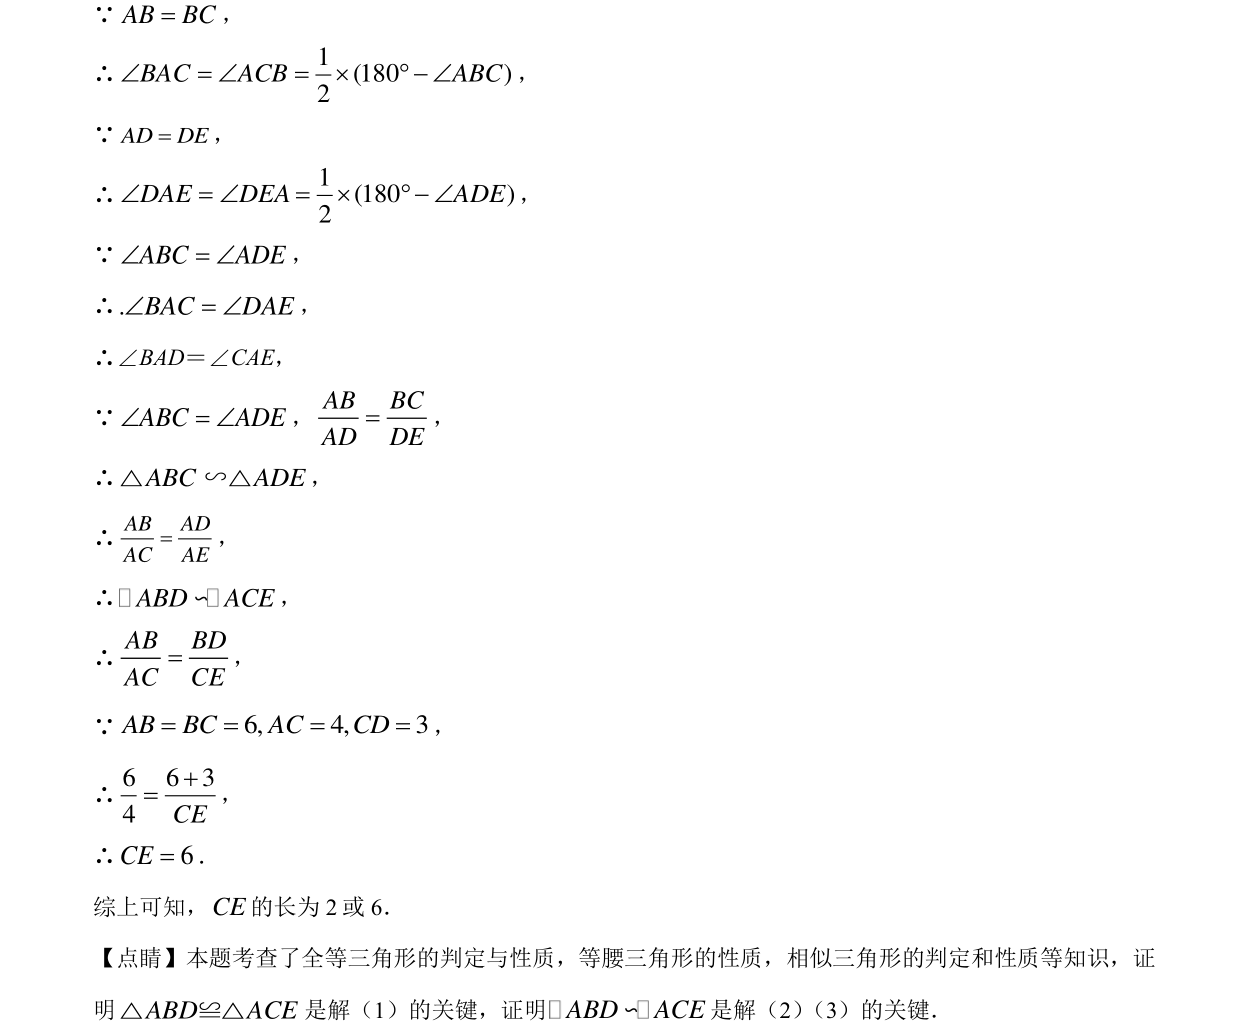 ∵ AB = BC，
∴ ∠BAC = ∠ACB = 1/2 ×(180° − ∠ABC)，
∵ AD = DE，
∴ ∠DAE = ∠DEA = 1/2 ×(180° − ∠ADE)，
∵ ∠ABC = ∠ADE，
∴ .∠BAC = ∠DAE，
∴ ∠BAD＝∠CAE，
∵ ∠ABC = ∠ADE， AB/AD = BC/DE，
∴ △ABC ∽△ADE，
∴ AB/AC = AD/AE，
∴ □ABD ∽□ACE，
∴ AB/AC = BD/CE，
∵ AB = BC = 6, AC = 4, CD = 3，
∴ 6/4 = (6+3)/CE，
∴ CE = 6．
综上可知，CE 的长为 2 或 6．
【点睛】本题考查了全等三角形的判定与性质，等腰三角形的性质，相似三角形的判定和性质等知识，证
明 △ABD≌△ACE 是解（1）的关键，证明□ABD ∽□ACE 是解（2）（3）的关键．